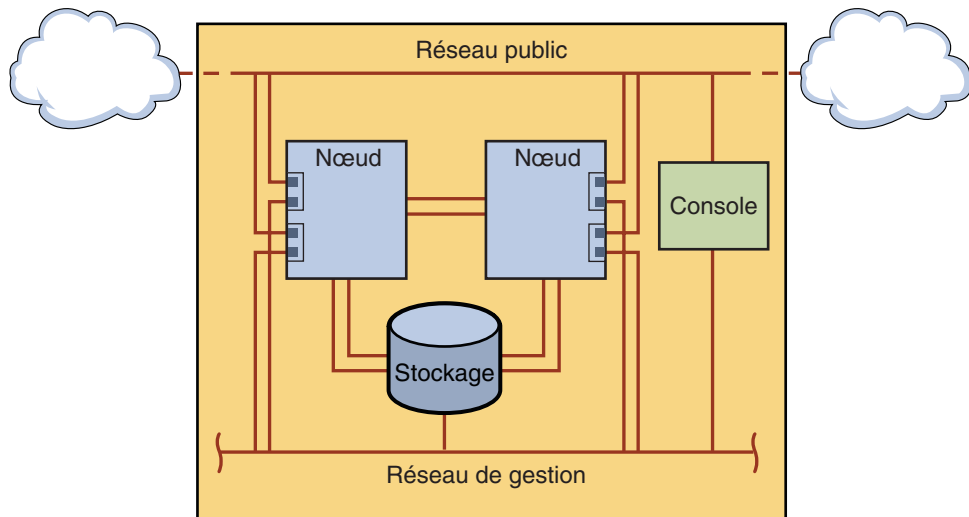 Réseau public
Nœud
Nœud
Console
Stockage
Réseau de gestion